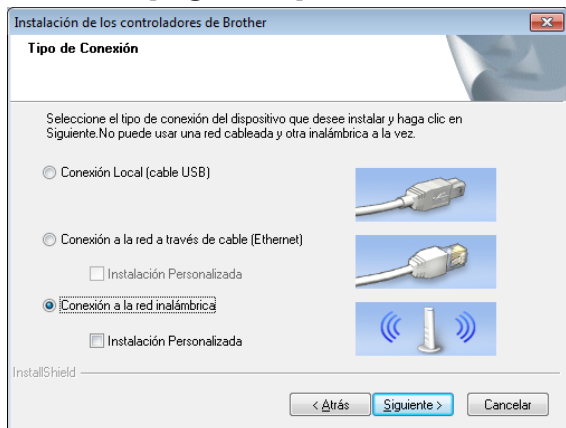 Instalación de los controladores de Brother
Tipo de Conexión
Seleccione el tipo de conexión del dispositivo que desee instalar y haga clic en
Siguiente.No puede usar una red cableada y otra inalámbrica a la vez.
Conexión Local (cable USB)
Conexión a la red a través de cable (Ethernet)
Instalación Personalizada
Conexión a la red inalámbrica
Instalación Personalizada
InstallShield
< Atrás Siguiente > Cancelar